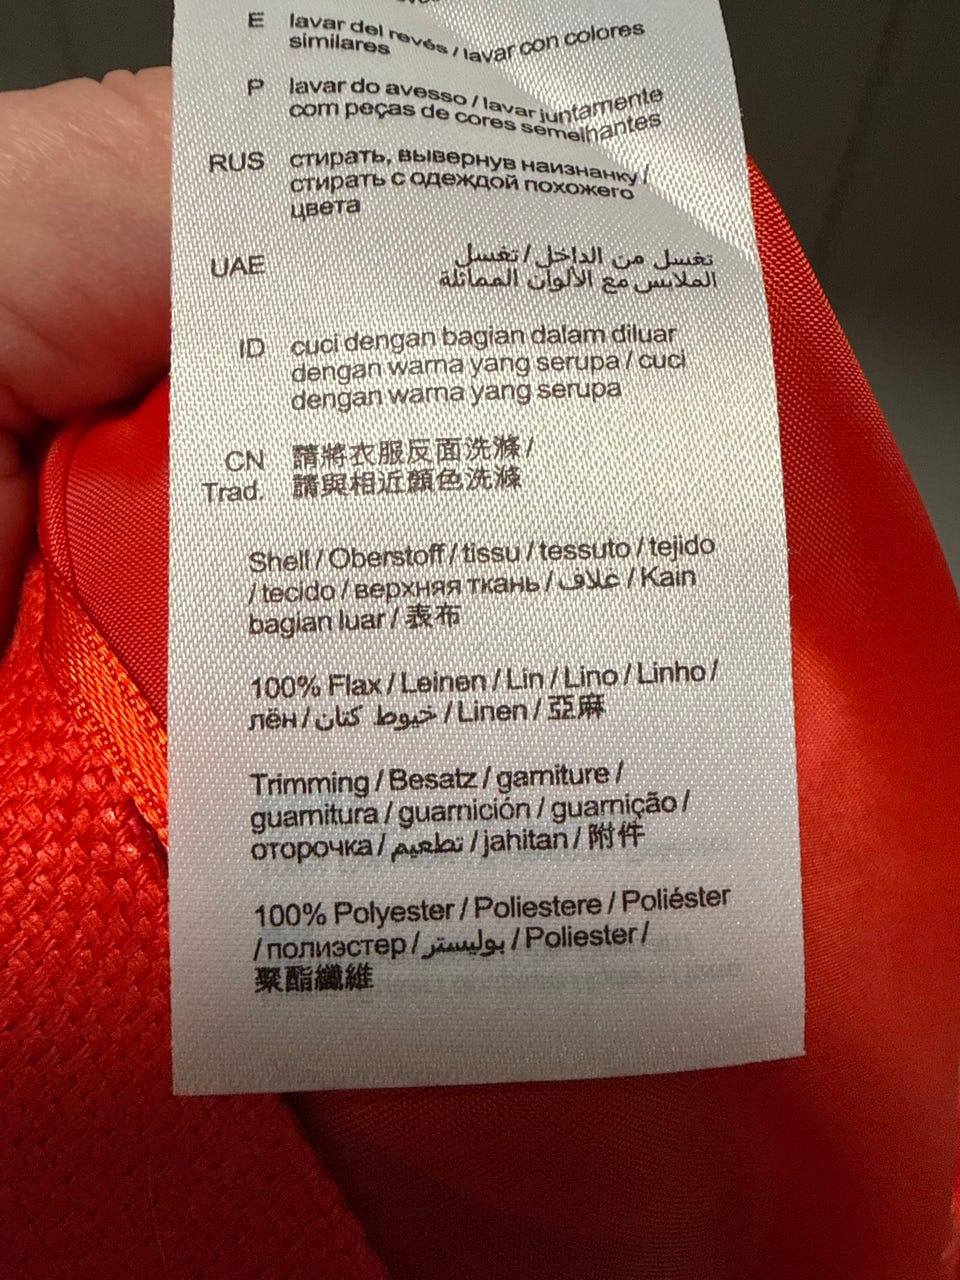 E lavar del revés / lavar con colores
similares
P lavar do avesso / lavar juntamente
com peças de cores semelhantes
RUS стирать, вывернув наизнанку /
стирать с одеждой похожего
цвета
UAE تغسل من الداخل / تغسل
الملابس مع الألوان المماثلة
ID cuci dengan bagian dalam diluar
dengan warna yang serupa / cuci
dengan warna yang serupa
CN 請將衣服反面洗滌 /
Trad. 請與相近顏色洗滌
Shell / Oberstoff / tissu / tessuto / tejido
/ tecido / верхняя ткань / غلاف / Kain
bagian luar / 表布
100% Flax / Leinen / Lin / Lino / Linho /
лён / خيوط كتان / Linen / 亞麻
Trimming / Besatz / garniture /
guarnitura / guarnición / guarnição /
оторочка / تطعيم / jahitan / 附件
100% Polyester / Poliestere / Poliéster
/ полиэстер / بوليستر / Poliester /
聚酯纖維